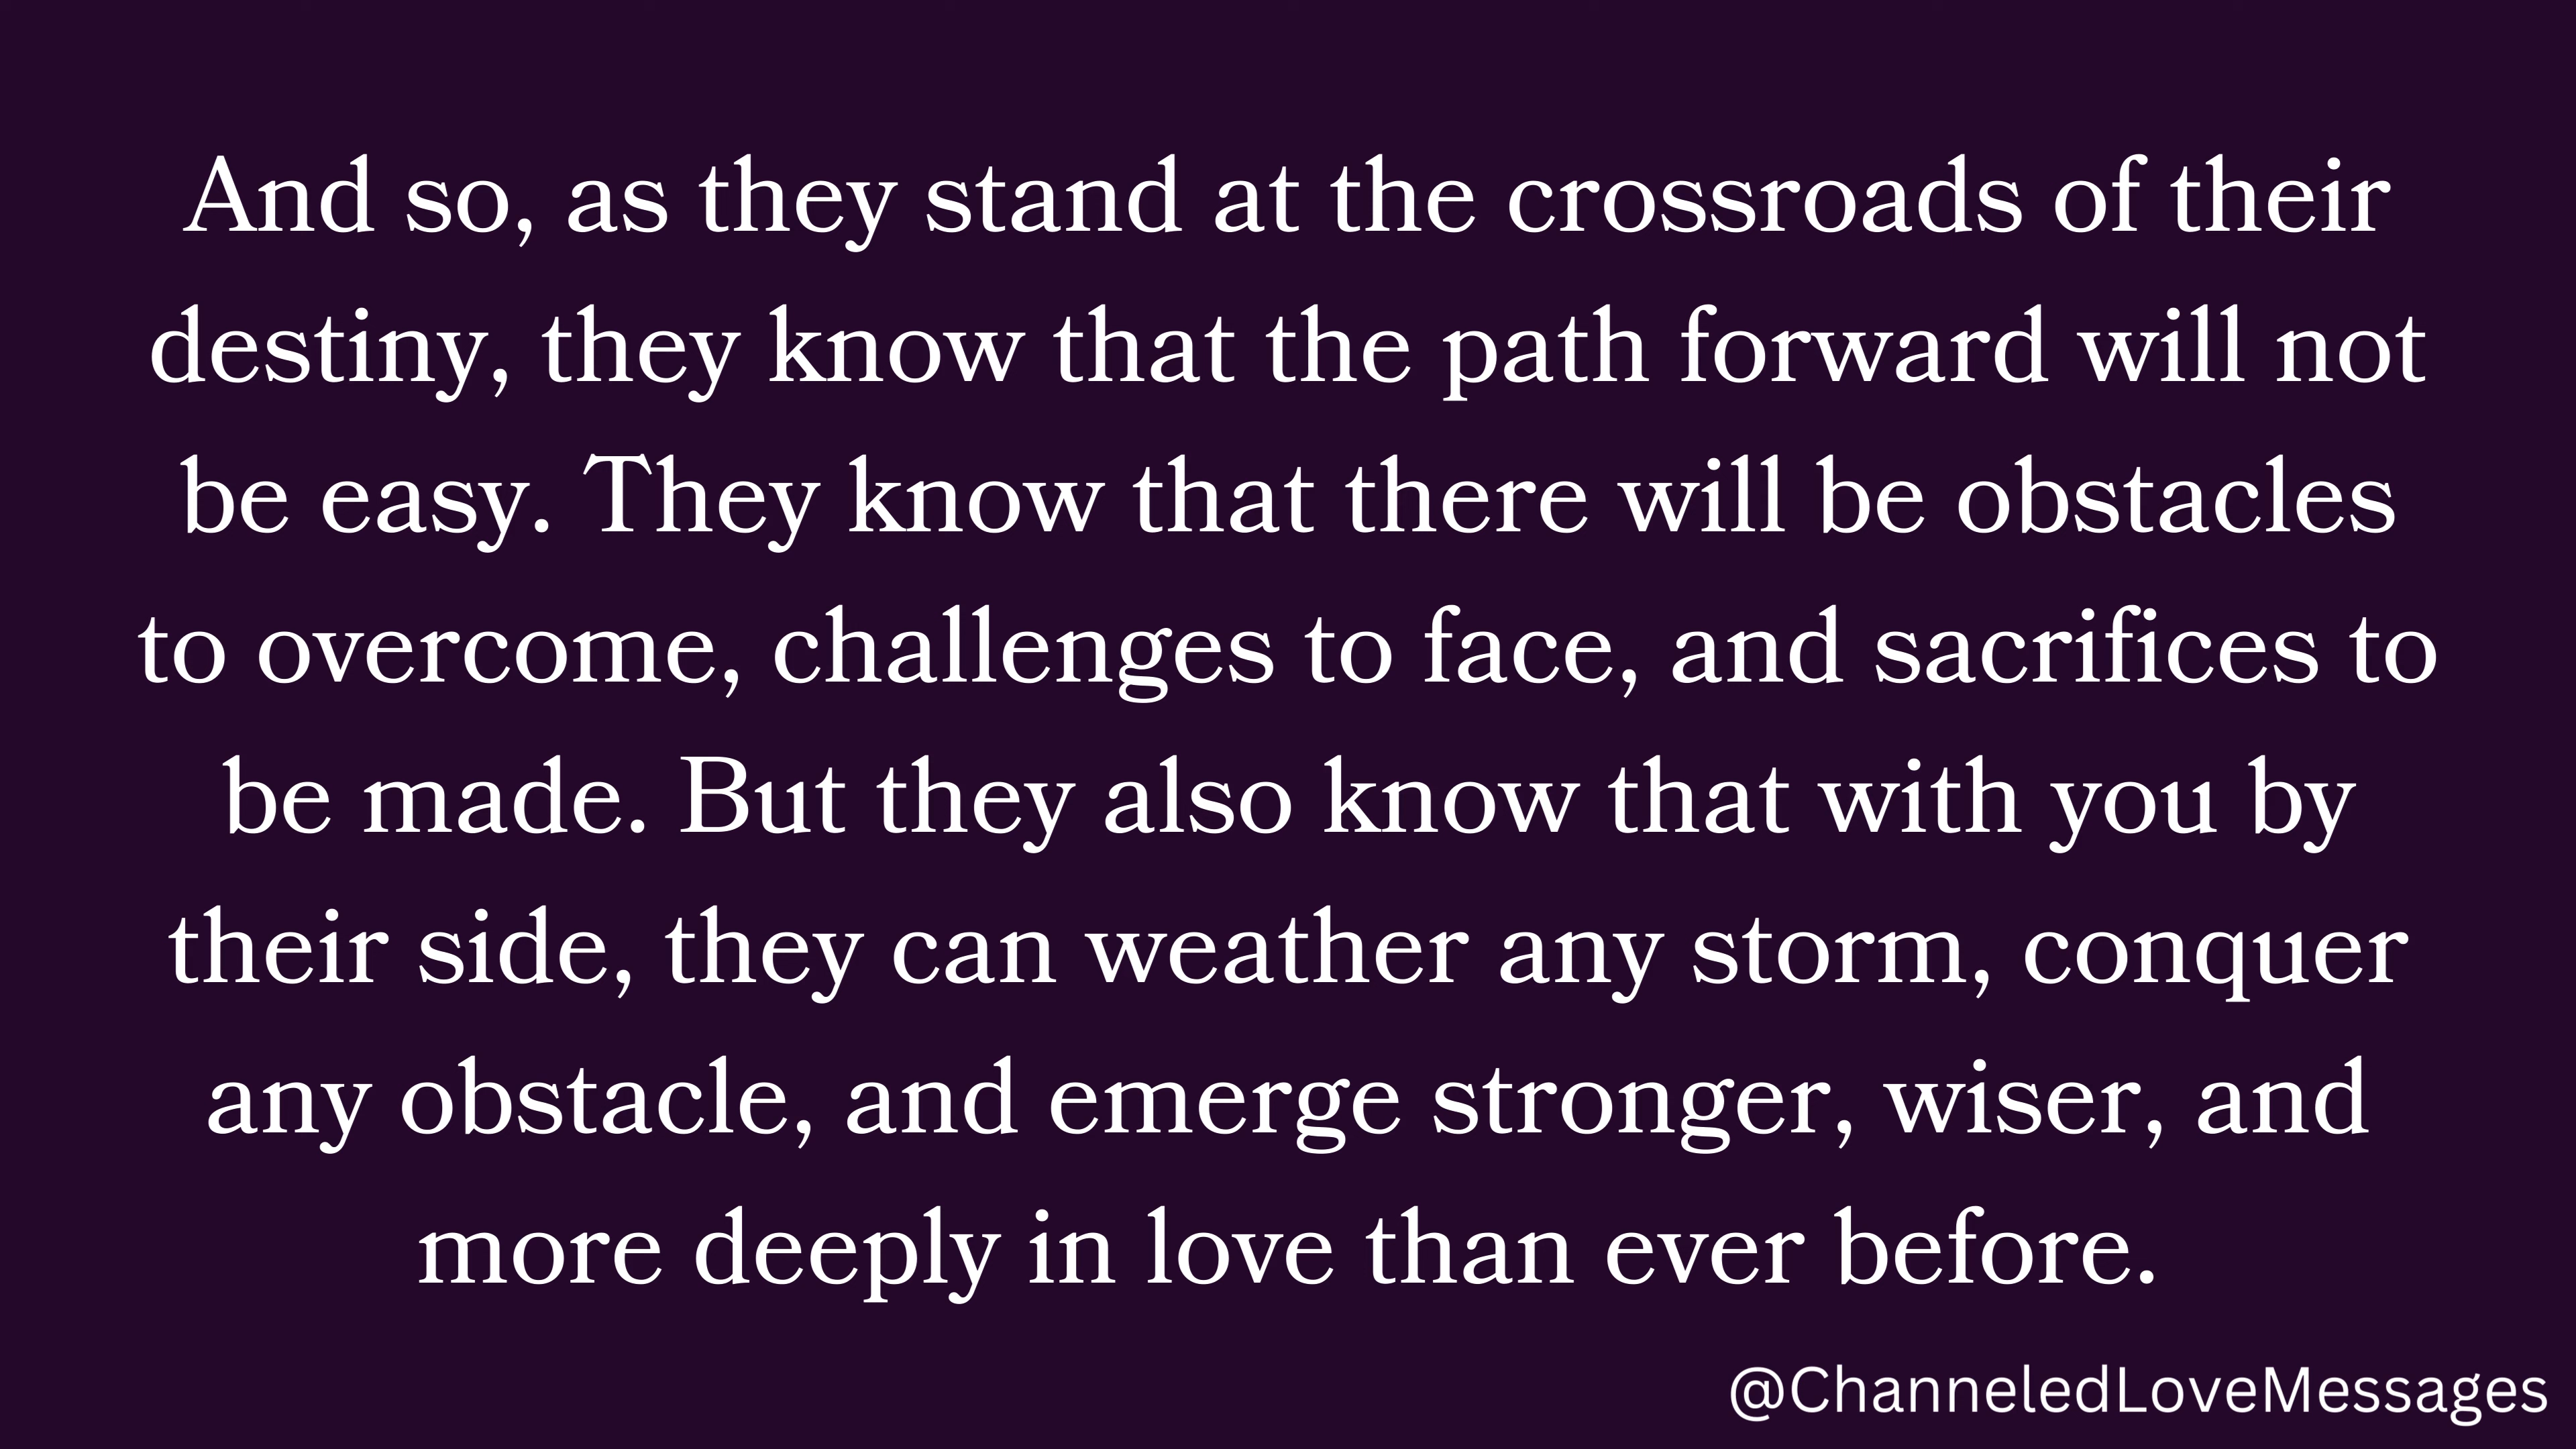 And so, as they stand at the crossroads of their
destiny, they know that the path forward will not
be easy. They know that there will be obstacles
to overcome, challenges to face, and sacrifices to
be made. But they also know that with you by
their side, they can weather any storm, conquer
any obstacle, and emerge stronger, wiser, and
more deeply in love than ever before.
@ChanneledLoveMessages